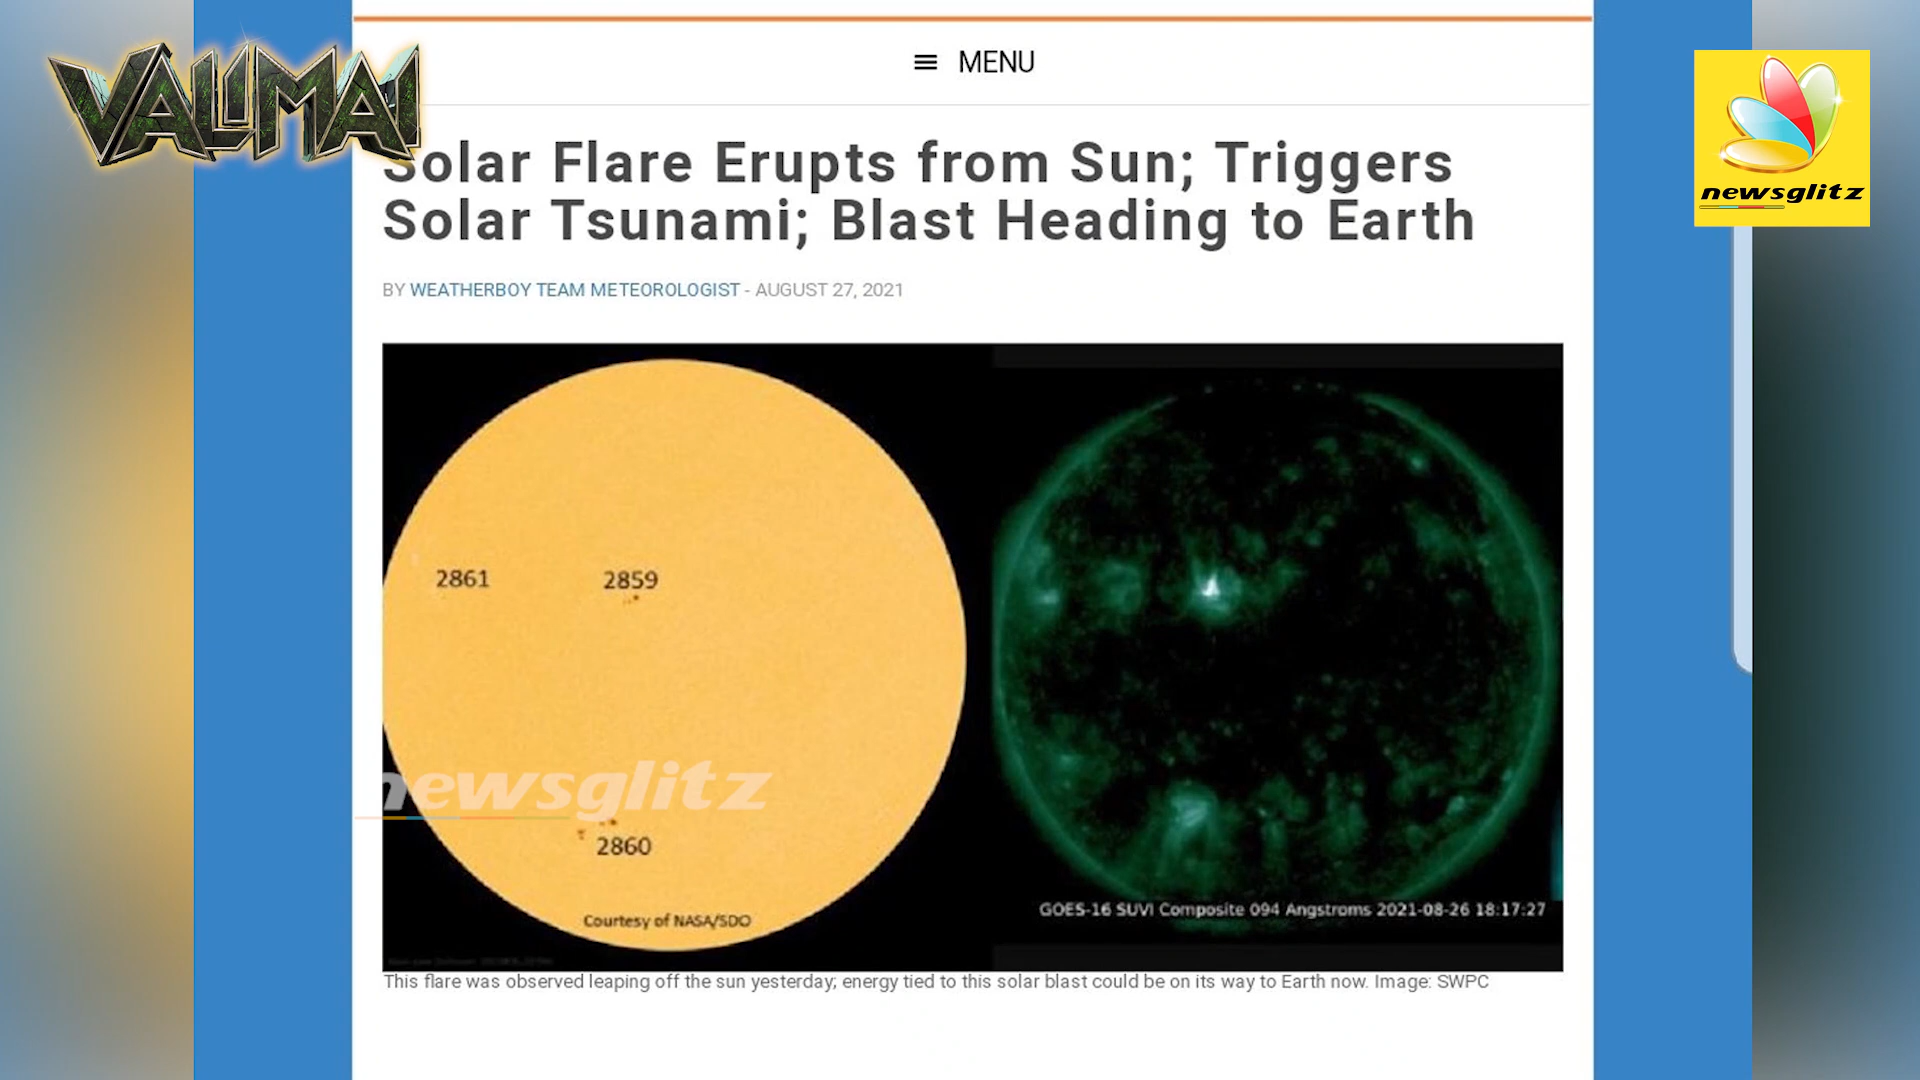 VALIMAI
MENU
newsglitz
Solar Flare Erupts from Sun; Triggers
Solar Tsunami; Blast Heading to Earth
BY WEATHERBOY TEAM METEOROLOGIST - AUGUST 27, 2021
2861
2859
newsglitz
2860
Courtesy of NASA/SDO
GOES-16 SUVI Composite 094 Angstroms 2021-08-26 18:17:27
This flare was observed leaping off the sun yesterday; energy tied to this solar blast could be on its way to Earth now. Image: SWPC